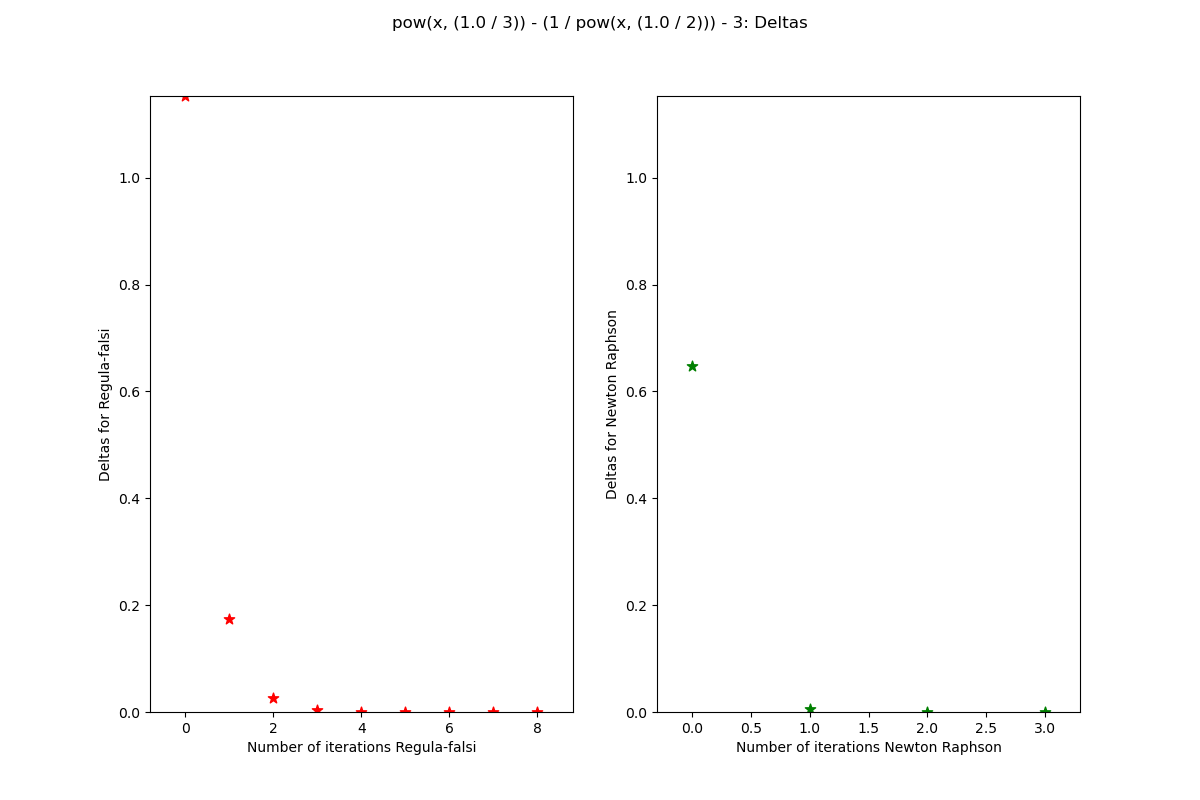 pow(x, (1.0 / 3)) - (1 / pow(x, (1.0 / 2))) - 3: Deltas
Deltas for Regula-falsi
1.0
0.8
0.6
0.4
0.2
0.0
0 2 4 6 8
Number of iterations Regula-falsi
Deltas for Newton Raphson
1.0
0.8
0.6
0.4
0.2
0.0
0.0 0.5 1.0 1.5 2.0 2.5 3.0
Number of iterations Newton Raphson